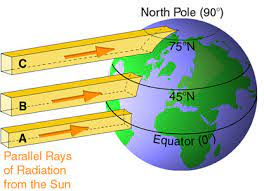 North Pole (90°)
75°N
C
45°N
B
Equator (0°)
A
Parallel Rays
of Radiation
from the Sun